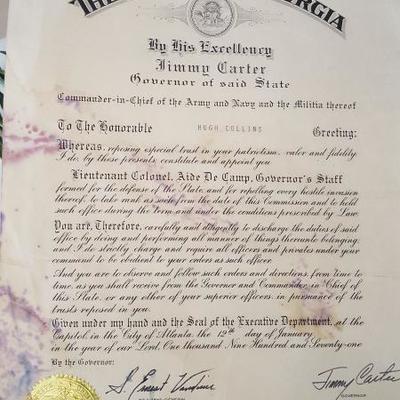 By His Excellency
Jimmy Carter
Governor of said State
Commander-in-Chief of the Army and Navy and the Militia thereof
To The Honorable HUGH COLLINS Greeting:
Whereas, reposing especial trust in your patriotism, valor and fidelity
I do, by these presents, constitute and appoint you
Lieutenant Colonel, Aide De Camp, Governor's Staff
formed for the defense of the State, and for repelling every hostile invasion
thereof, to take rank as such from the date of this Commission and to hold
such office during the term and under the conditions prescribed by Law.
You are, Therefore, carefully and diligently to discharge the duties of said
office by doing and performing all manner of things thereunto belonging;
and I do strictly charge and require all officers and privates under your
command to be obedient to your orders as such officer.
And you are to observe and follow such orders and directions, from time to
time, as you shall receive from the Governor and Commander in Chief of
this State, or any other of your superior officers, in pursuance of the
trusts reposed in you.
Given under my hand and the Seal of the Executive Department, at the
Capitol, in the City of Atlanta, the 15th day of January
in the year of our Lord, One thousand Nine Hundred and Seventy-one
By the Governor:
Jimmy Carter
GOVERNOR